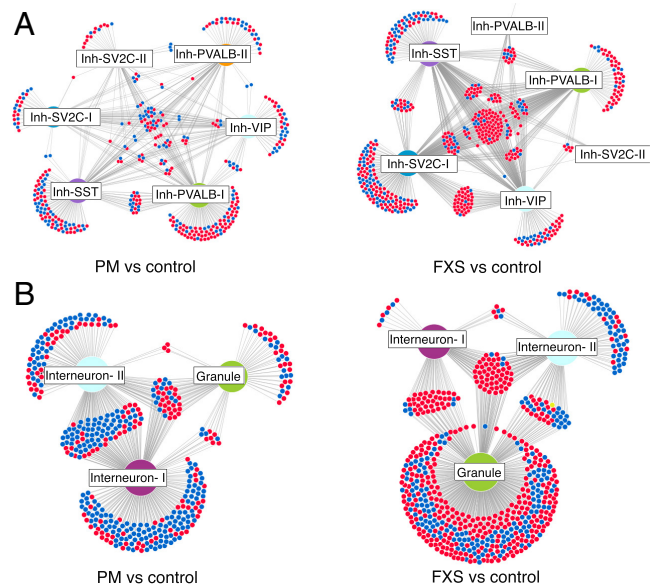 A
Inh-PVALB-II
Inh-SV2C-II
Inh-PVALB-II
Inh-SST
Inh-PVALB-I
Inh-SV2C-I
Inh-VIP
Inh-SV2C-II
Inh-SV2C-I
Inh-SST
Inh-PVALB-I
Inh-VIP
PM vs control
FXS vs control
B
Interneuron- I
Interneuron- II
Interneuron- II
Granule
Interneuron- I
Granule
PM vs control
FXS vs control